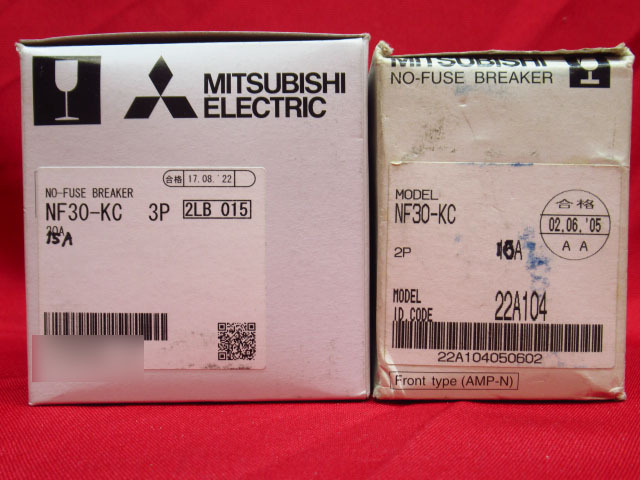 MITSUBISHI
ELECTRIC
合格 17.08.'22
NO-FUSE BREAKER
NF30-KC 3P 2LB 015
15A
MITSUBISHI
NO-FUSE BREAKER
MODEL
NF30-KC
合格
02.06.'05
A A
2P 15A
MODEL
ID.CODE 22A104
22A104050602
Front type (AMP-N)